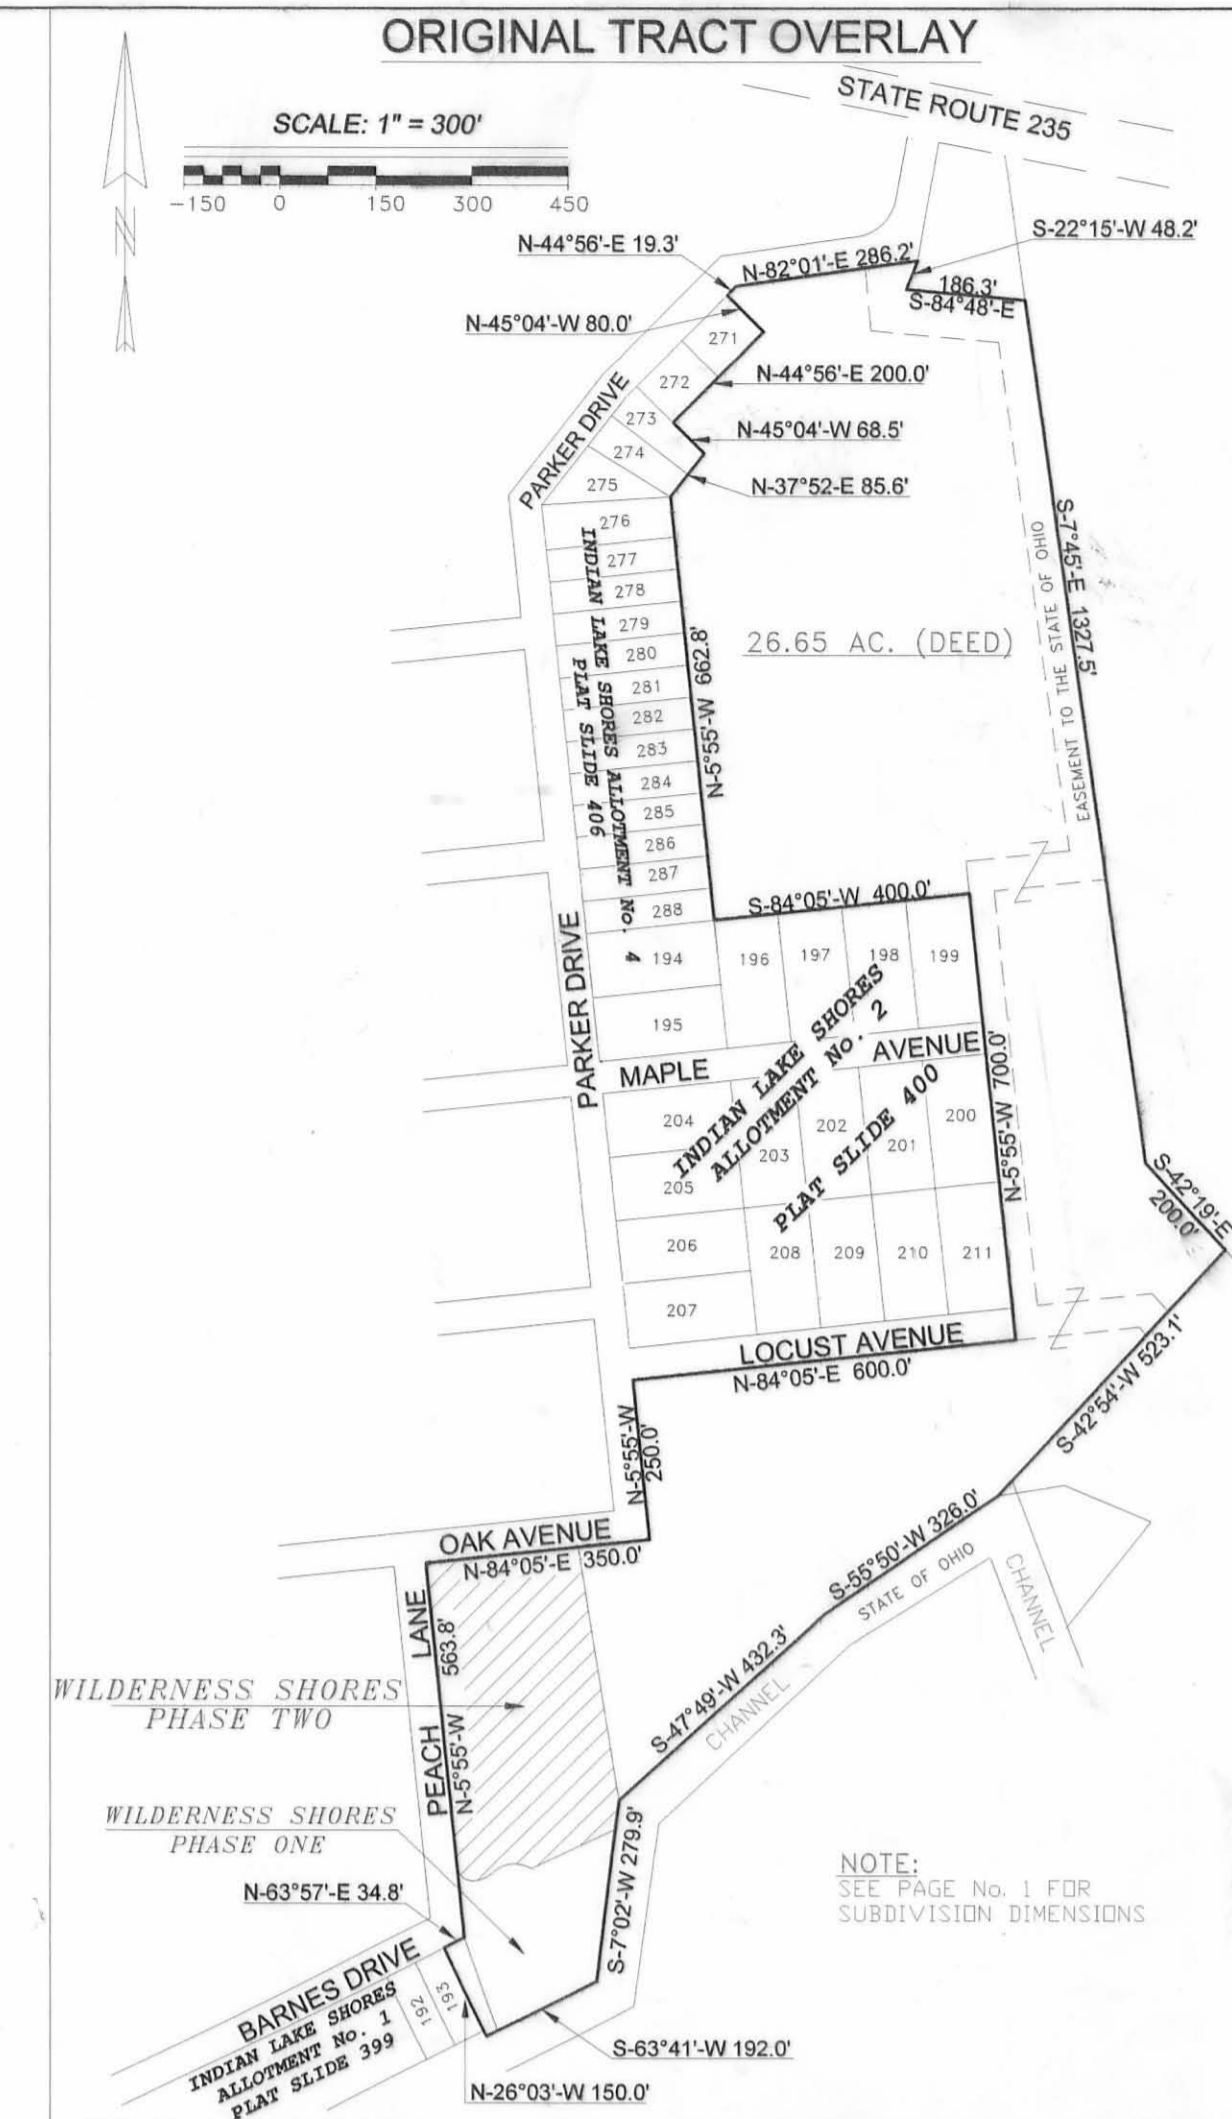 ORIGINAL TRACT OVERLAY
STATE ROUTE 235
SCALE: 1" = 300'
-150 0 150 300 450
N
N-44°56'-E 19.3'
N-82°01'-E 286.2'
S-22°15'-W 48.2'
186.3'
S-84°48'-E
N-45°04'-W 80.0'
271
N-44°56'-E 200.0'
272
PARKER DRIVE
273
N-45°04'-W 68.5'
274
N-37°52-E 85.6'
275
276
277
278
279
280
281
282
283
284
285
286
287
288
INDIAN LAKE SHORES ALLOTMENT No. 4
PLAT SLIDE 406
N-5°55'-W 662.8'
26.65 AC. (DEED)
EASEMENT TO THE STATE OF OHIO
S-7°45'-E 1327.5'
S-84°05'-W 400.0'
PARKER DRIVE
194
195
196
197
198
199
MAPLE AVENUE
INDIAN LAKE SHORES
ALLOTMENT No. 2
PLAT SLIDE 400
N-5°55'-W 700.0'
204
205
206
207
203
202
201
200
208
209
210
211
S-42°19'-E
200.0'
LOCUST AVENUE
N-84°05'-E 600.0'
S-42°54'-W 523.1'
N-5°55'-W
250.0'
OAK AVENUE
N-84°05'-E 350.0'
S-55°50'-W 326.0'
STATE OF OHIO
CHANNEL
PEACH LANE
N-5°55'-W 563.8'
WILDERNESS SHORES
PHASE TWO
S-47°49'-W 432.3'
CHANNEL
WILDERNESS SHORES
PHASE ONE
N-63°57'-E 34.8'
S-7°02'-W 279.9'
NOTE:
SEE PAGE No. 1 FOR
SUBDIVISION DIMENSIONS
BARNES DRIVE
INDIAN LAKE SHORES
ALLOTMENT No. 1
PLAT SLIDE 399
192
193
S-63°41'-W 192.0'
N-26°03'-W 150.0'